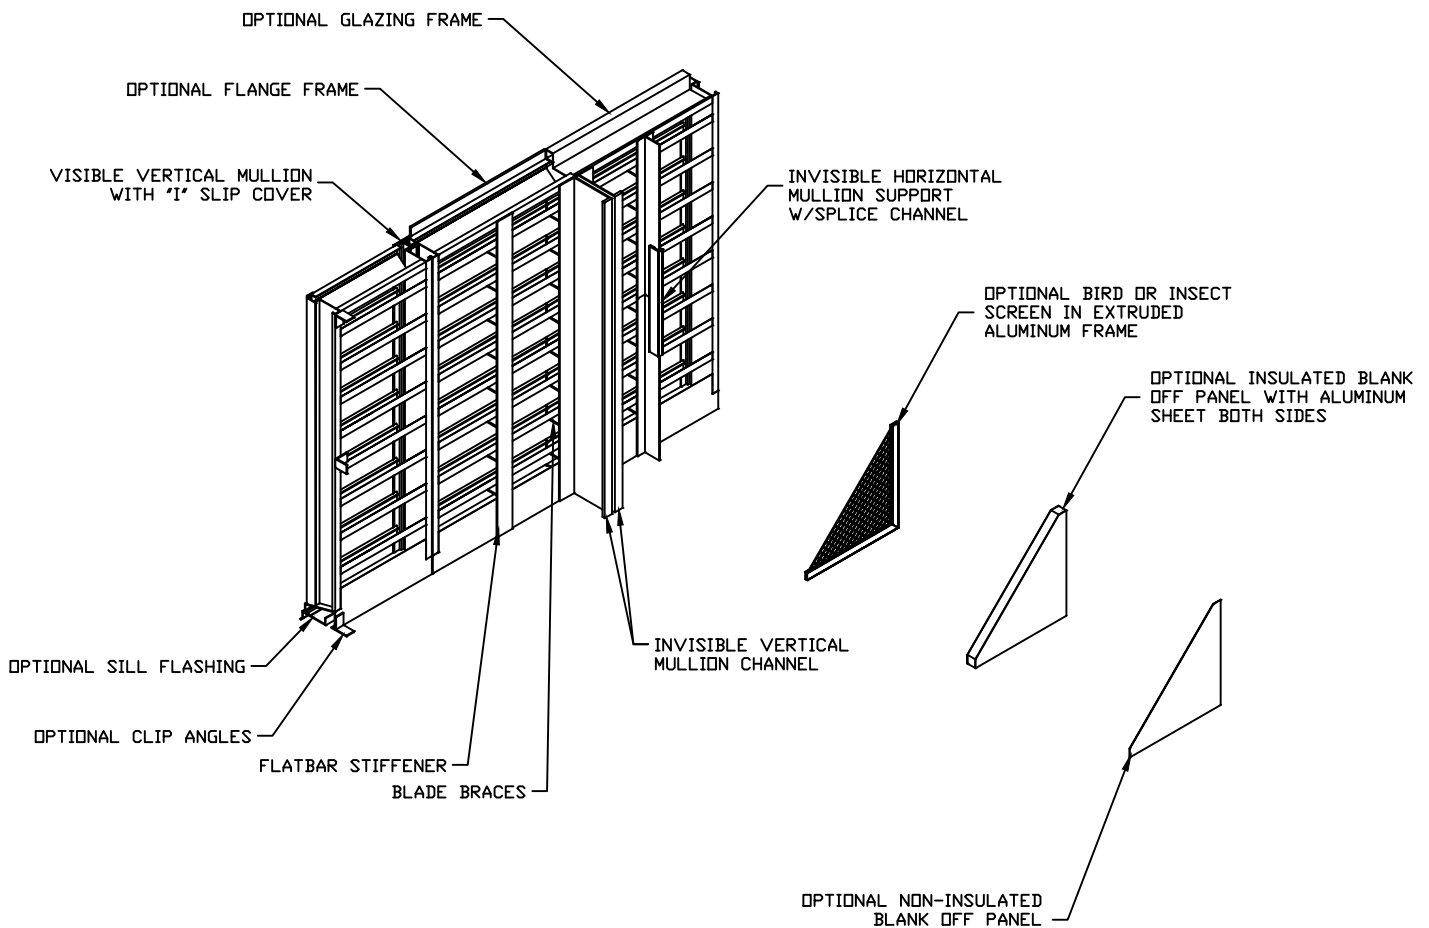 OPTIONAL GLAZING FRAME
OPTIONAL FLANGE FRAME
VISIBLE VERTICAL MULLION
WITH "I" SLIP COVER
INVISIBLE HORIZONTAL
MULLION SUPPORT
W/SPLICE CHANNEL
OPTIONAL BIRD OR INSECT
SCREEN IN EXTRUDED
ALUMINUM FRAME
OPTIONAL INSULATED BLANK
OFF PANEL WITH ALUMINUM
SHEET BOTH SIDES
INVISIBLE VERTICAL
MULLION CHANNEL
OPTIONAL SILL FLASHING
OPTIONAL CLIP ANGLES
FLATBAR STIFFENER
BLADE BRACES
OPTIONAL NON-INSULATED
BLANK OFF PANEL